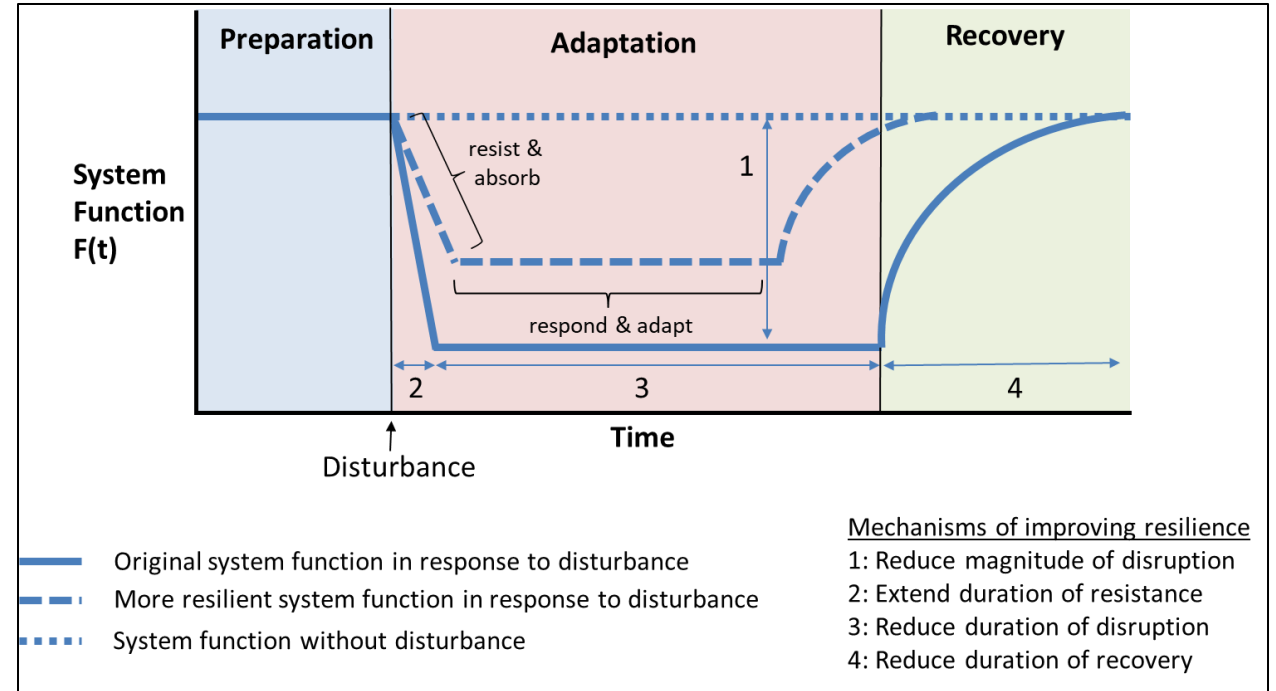 Preparation
Adaptation
Recovery
System
Function
F(t)
resist &
absorb
1
respond & adapt
2
3
4
Time
Disturbance
Original system function in response to disturbance
More resilient system function in response to disturbance
System function without disturbance
Mechanisms of improving resilience
1: Reduce magnitude of disruption
2: Extend duration of resistance
3: Reduce duration of disruption
4: Reduce duration of recovery